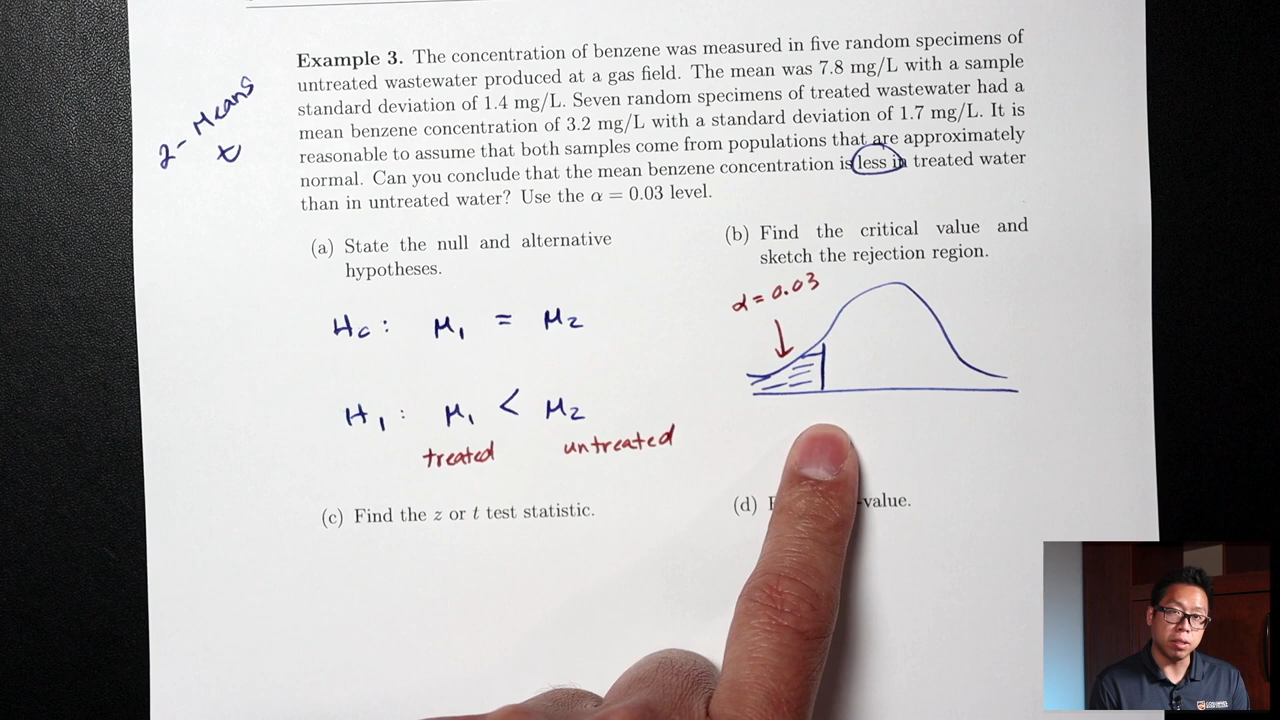 Example 3. The concentration of benzene was measured in five random specimens of
untreated wastewater produced at a gas field. The mean was 7.8 mg/L with a sample
standard deviation of 1.4 mg/L. Seven random specimens of treated wastewater had a
mean benzene concentration of 3.2 mg/L with a standard deviation of 1.7 mg/L. It is
reasonable to assume that both samples come from populations that are approximately
normal. Can you conclude that the mean benzene concentration is less in treated water
than in untreated water? Use the α = 0.03 level.
2-Means
t
(a) State the null and alternative
hypotheses.
H₀: μ₁ = μ₂
H₁: μ₁ < μ₂
treated untreated
(b) Find the critical value and
sketch the rejection region.
α = 0.03
(c) Find the z or t test statistic.
(d) -value.